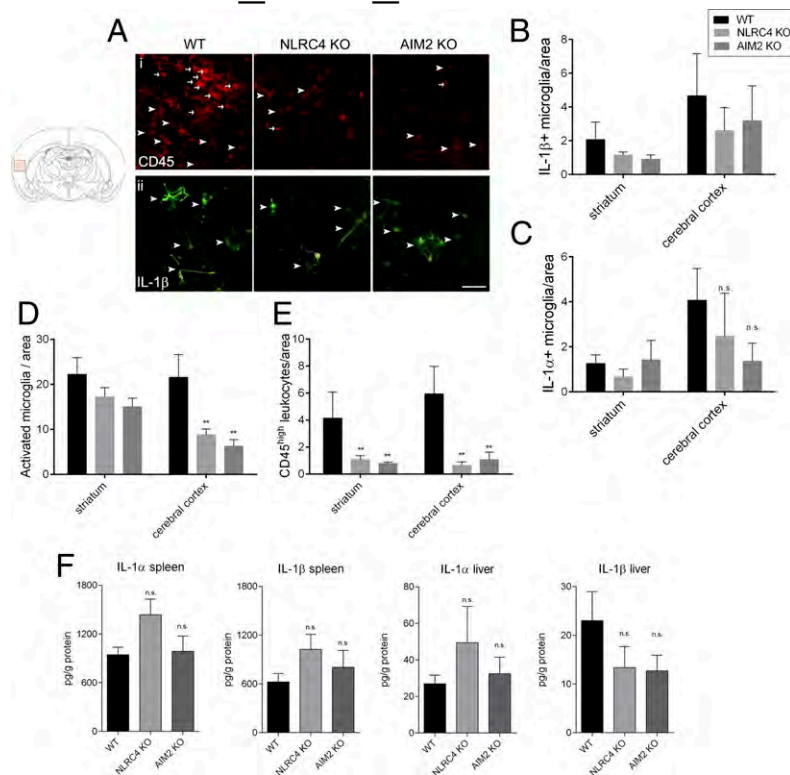 A
WT
NLRC4 KO
AIM2 KO
i
CD45
ii
IL-1β
B
WT
NLRC4 KO
AIM2 KO
IL-1β+ microglia/area
6
4
2
0
striatum
cerebral cortex
C
IL-1α+ microglia/area
6
4
2
0
n.s.
n.s.
striatum
cerebral cortex
D
Activated microglia / area
30
20
10
0
**
**
striatum
cerebral cortex
E
CD45high leukocytes/area
10
8
6
4
2
0
**
**
**
**
striatum
cerebral cortex
F
IL-1α spleen
pg/g protein
1800
1200
600
0
n.s.
n.s.
WT
NLRC4 KO
AIM2 KO
IL-1β spleen
pg/g protein
1800
1200
600
0
n.s.
n.s.
WT
NLRC4 KO
AIM2 KO
IL-1α liver
pg/g protein
80
60
40
20
0
n.s.
n.s.
WT
NLRC4 KO
AIM2 KO
IL-1β liver
pg/g protein
30
20
10
0
n.s.
n.s.
WT
NLRC4 KO
AIM2 KO